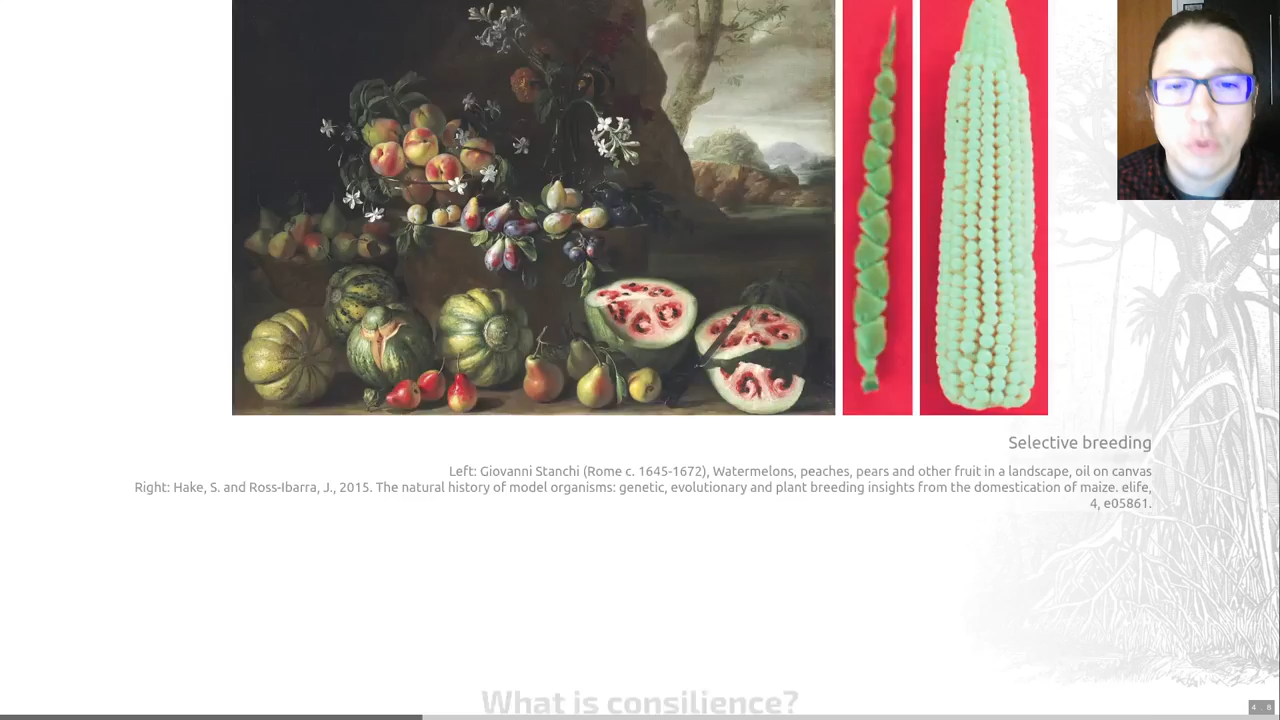 Selective breeding
Left: Giovanni Stanchi (Rome c. 1645-1672), Watermelons, peaches, pears and other fruit in a landscape, oil on canvas
Right: Hake, S. and Ross-Ibarra, J., 2015. The natural history of model organisms: genetic, evolutionary and plant breeding insights from the domestication of maize. elife,
4, e05861.
What is consilience?
4 . 8